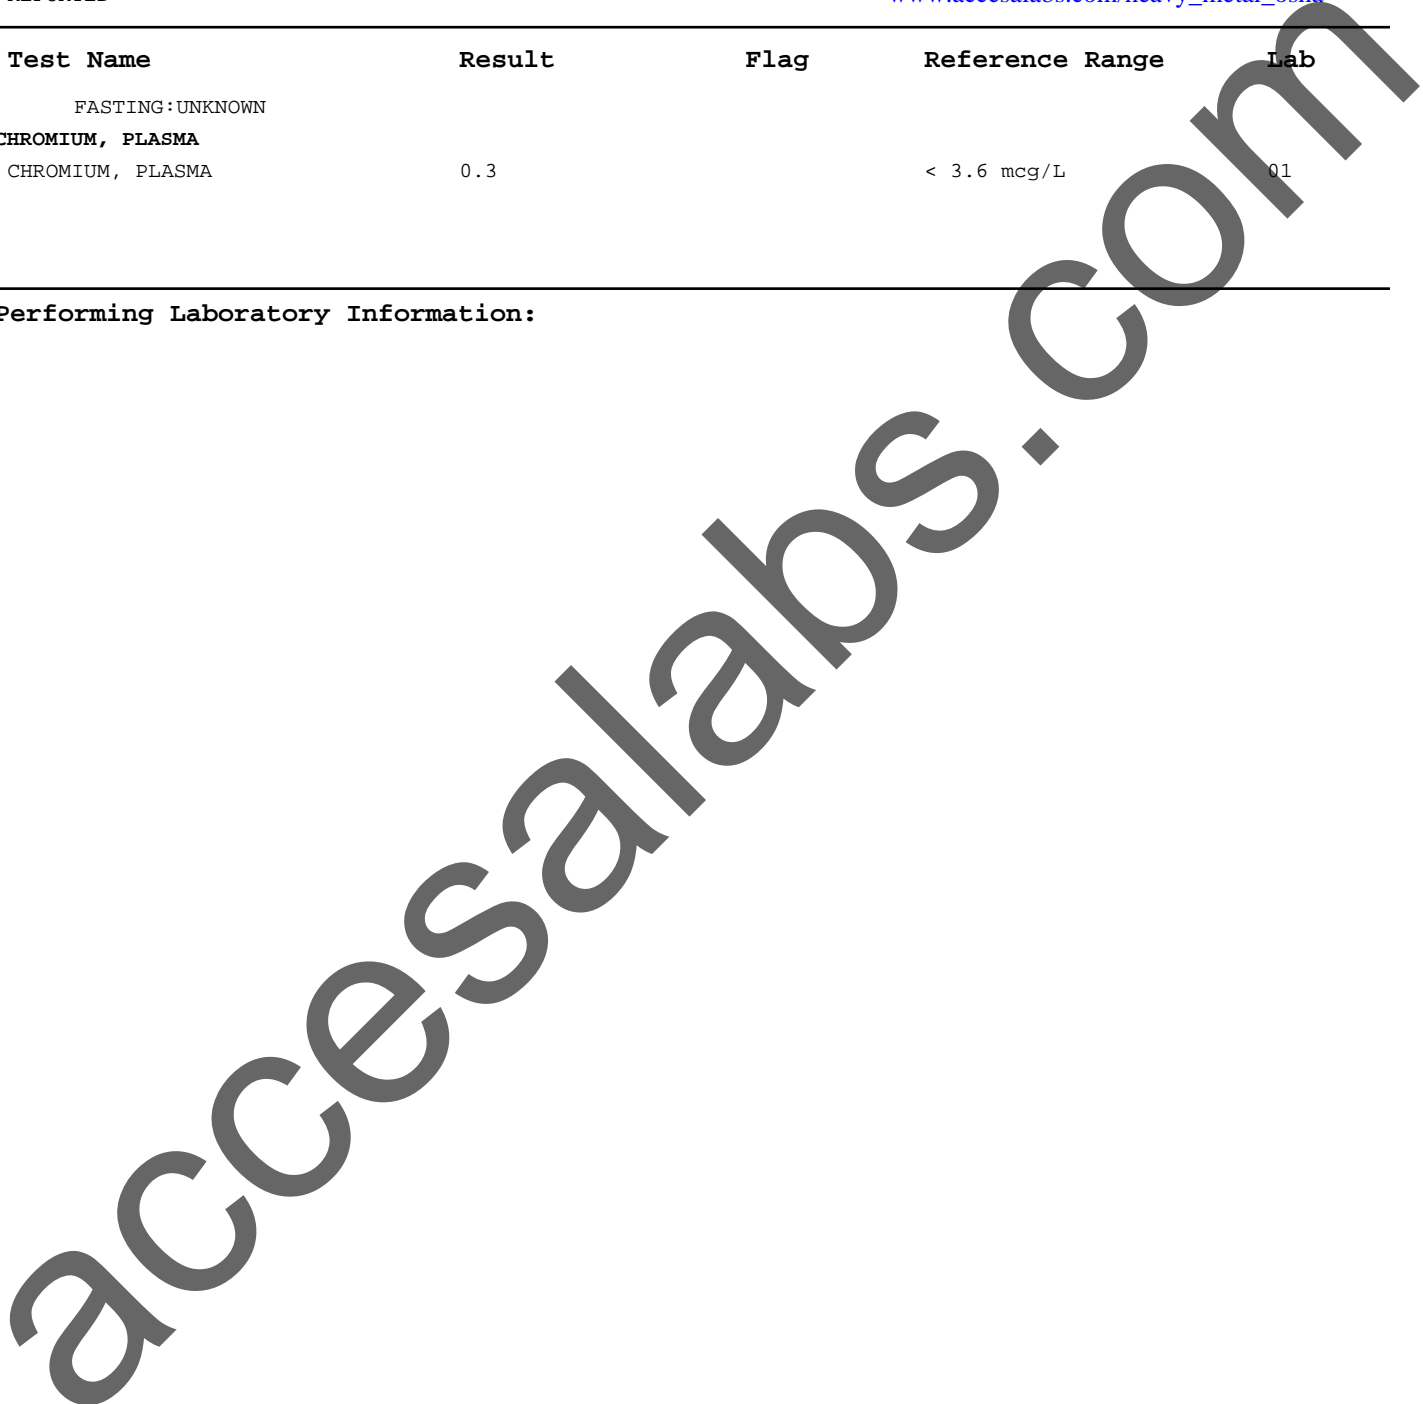 Test Name Result Flag Reference Range Lab
FASTING:UNKNOWN
CHROMIUM, PLASMA
CHROMIUM, PLASMA 0.3 < 3.6 mcg/L 01
Performing Laboratory Information:
accesalabs.com